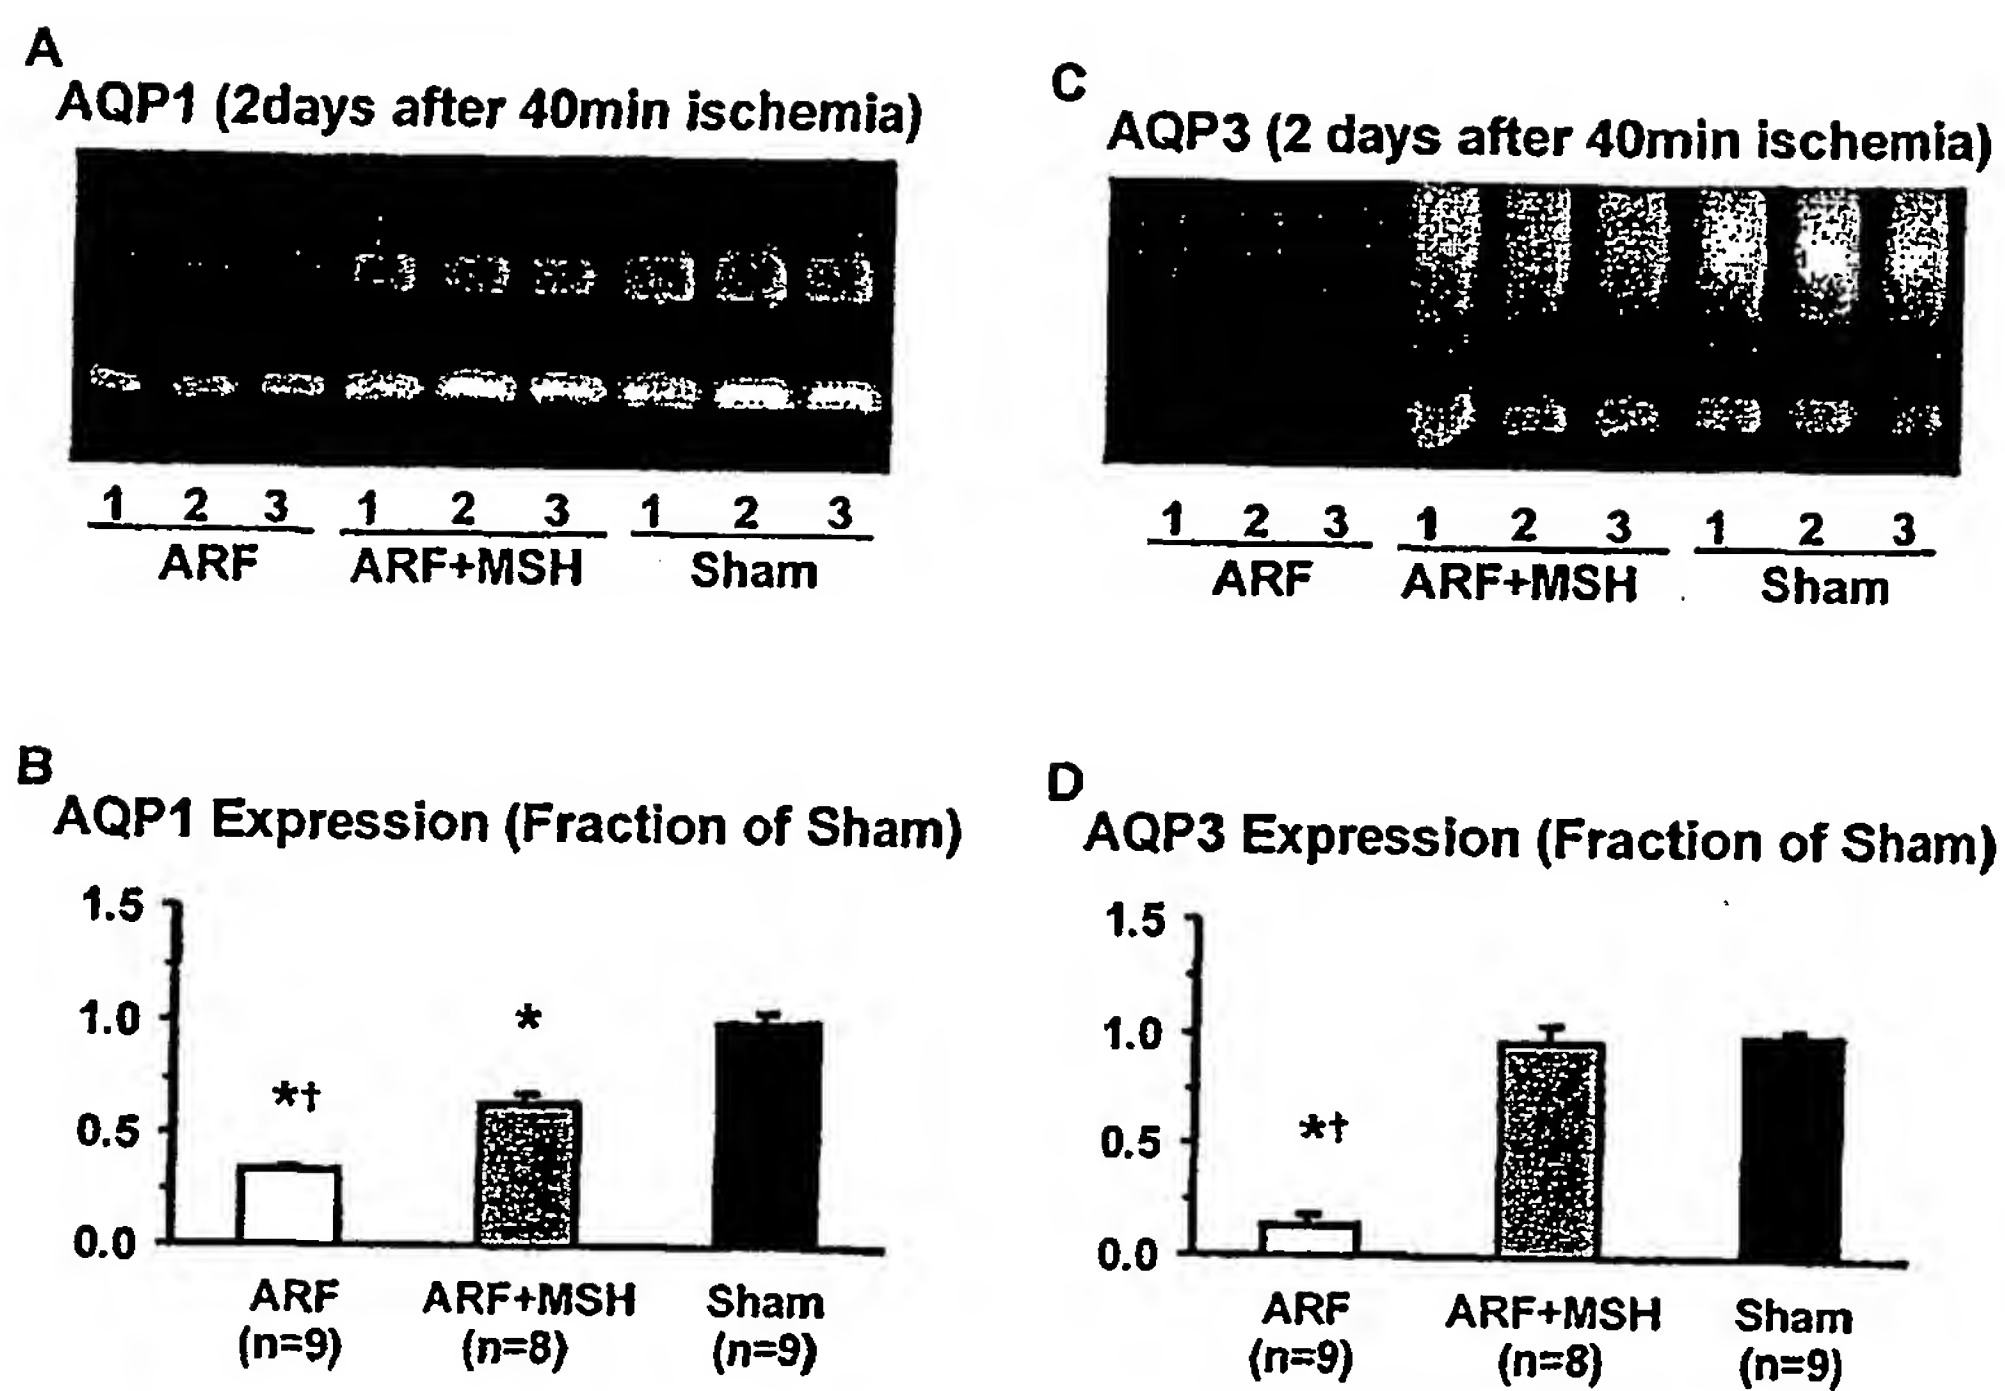 A
AQP1 (2days after 40min ischemia)
1 2 3 1 2 3 1 2 3
ARF ARF+MSH Sham
B
AQP1 Expression (Fraction of Sham)
1.5
1.0
0.5
0.0
*†
*
ARF ARF+MSH Sham
(n=9) (n=8) (n=9)
C
AQP3 (2 days after 40min ischemia)
1 2 3 1 2 3 1 2 3
ARF ARF+MSH Sham
D
AQP3 Expression (Fraction of Sham)
1.5
1.0
0.5
0.0
*†
ARF ARF+MSH Sham
(n=9) (n=8) (n=9)